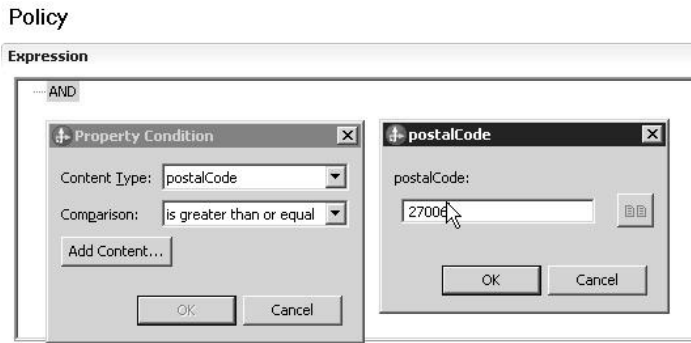 Policy
Expression
AND
Property Condition
Content Type: postalCode
Comparison: is greater than or equal
Add Content...
OK Cancel
postalCode
postalCode:
27006
OK Cancel